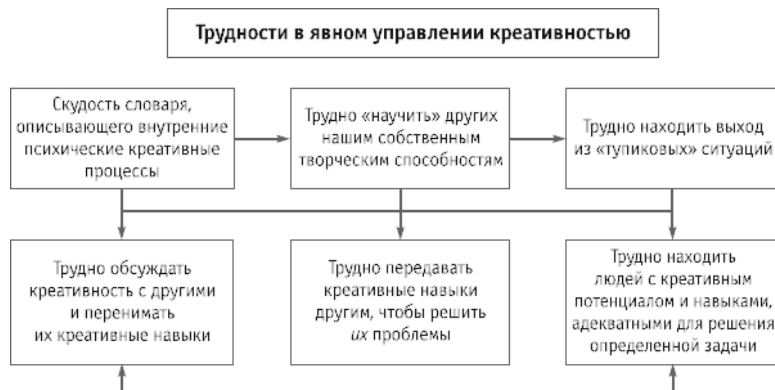 Трудности в явном управлении креативностью
Скудость словаря,
описывающего внутренние
психические креативные
процессы
Трудно «научить» других
нашим собственным
творческим способностям
Трудно находить выход
из «тупиковых» ситуаций
Трудно обсуждать
креативность с другими
и перенимать
их креативные навыки
Трудно передавать
креативные навыки
другим, чтобы решить
их проблемы
Трудно находить
людей с креативным
потенциалом и навыками,
адекватными для решения
определенной задачи